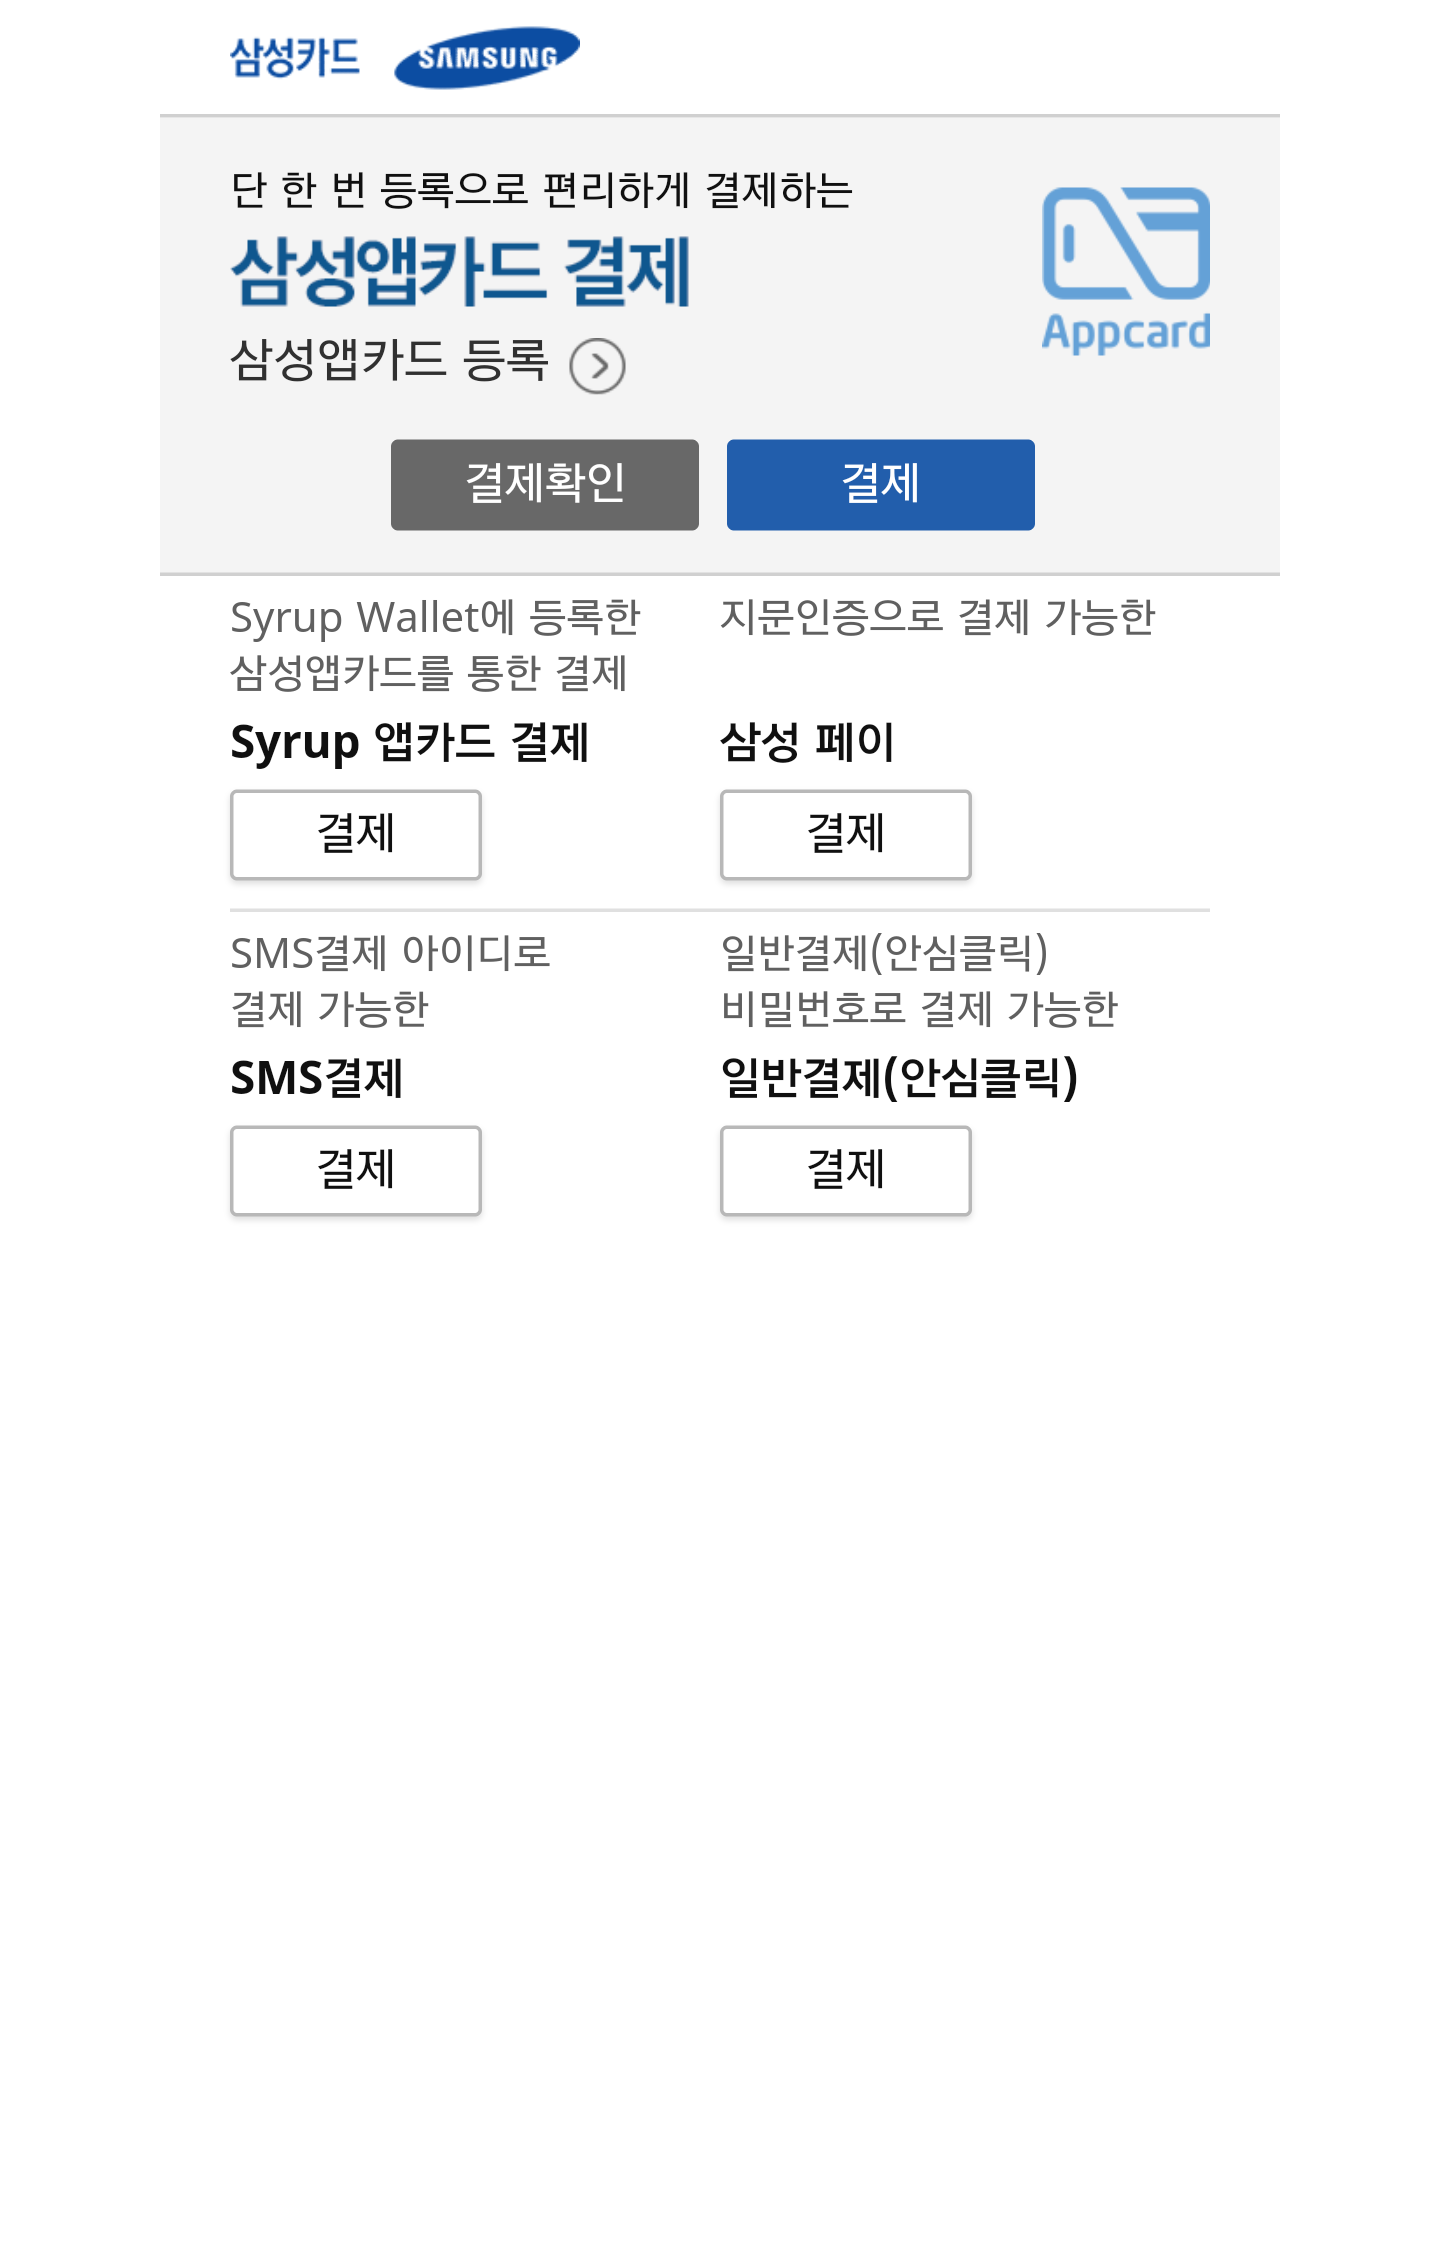 삼성카드 SAMSUNG
단 한 번 등록으로 편리하게 결제하는
삼성앱카드 결제
삼성앱카드 등록
Appcard
결제확인 결제
Syrup Wallet에 등록한
삼성앱카드를 통한 결제
Syrup 앱카드 결제
결제
지문인증으로 결제 가능한
삼성 페이
결제
SMS결제 아이디로
결제 가능한
SMS결제
결제
일반결제(안심클릭)
비밀번호로 결제 가능한
일반결제(안심클릭)
결제